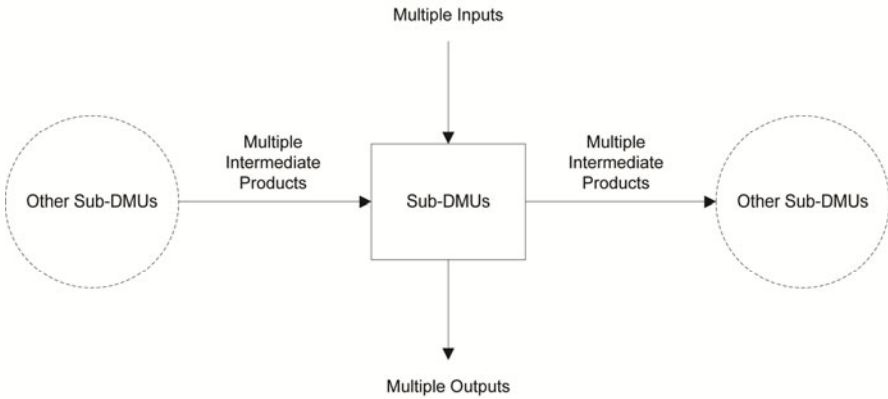 Multiple Inputs
Multiple
Intermediate
Products
Multiple
Intermediate
Products
Other Sub-DMUs
Sub-DMUs
Other Sub-DMUs
Multiple Outputs